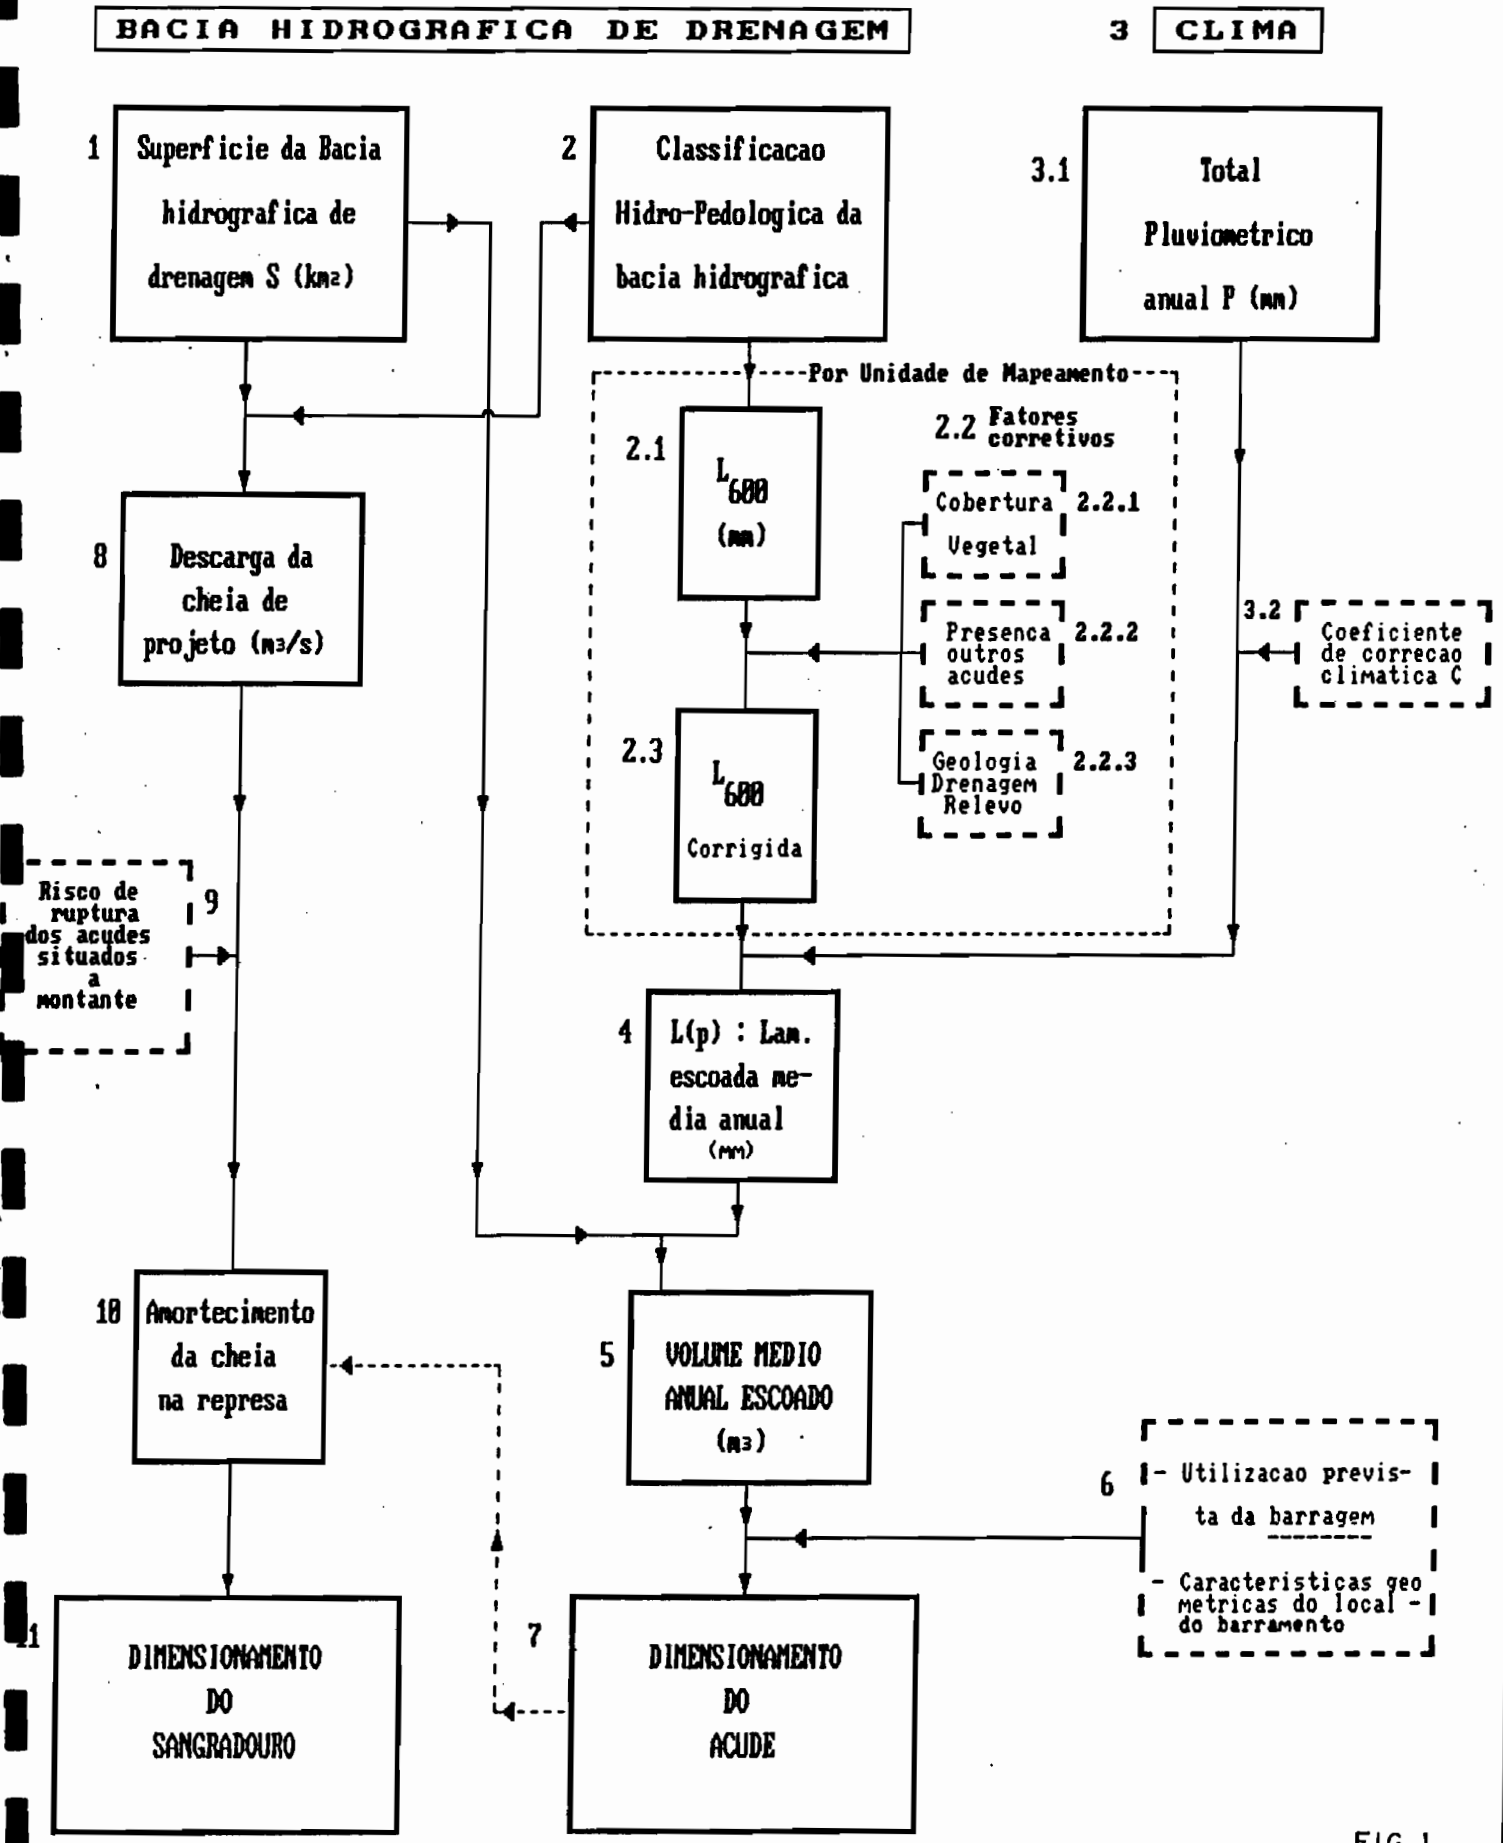 BACIA HIDROGRAFICA DE DRENAGEM
3 CLIMA
1
Superficie da Bacia
hidrografica de
drenagem S (km2)
2
Classificacao
Hidro-Pedologica da
bacia hidrografica
3.1
Total
Pluviometrico
anual P (mm)
Por Unidade de Mapeamento
2.1
L600
(mm)
2.2 Fatores
corretivos
Cobertura
Vegetal
2.2.1
Presenca
outros
acudes
2.2.2
Geologia
Drenagem
Relevo
2.2.3
2.3
L600
Corrigida
3.2
Coeficiente
de correcao
climatica C
8
Descarga da
cheia de
projeto (m3/s)
9
Risco de
ruptura
dos acudes
situados
a
montante
4
L(p) : Lam.
escoada me-
dia anual
(mm)
10
Amortecimento
da cheia
na represa
5
VOLUME MEDIO
ANUAL ESCOADO
(m3)
6
- Utilizacao previs-
ta da barragem
- Caracteristicas geo
metricas do local -
do barramento
11
DIMENSIONAMENTO
DO
SANGRADOURO
7
DIMENSIONAMENTO
DO
ACUDE
FIG 1